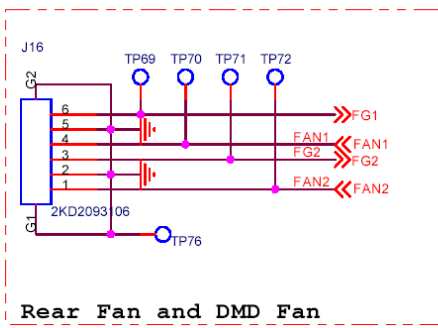 J16
TP69 TP70 TP71 TP72
G2
6 FG1
5
4 FAN1 FAN1
3 FG2 FG2
2
1 FAN2 FAN2
2KD2093106
G1
TP76
Rear Fan and DMD Fan